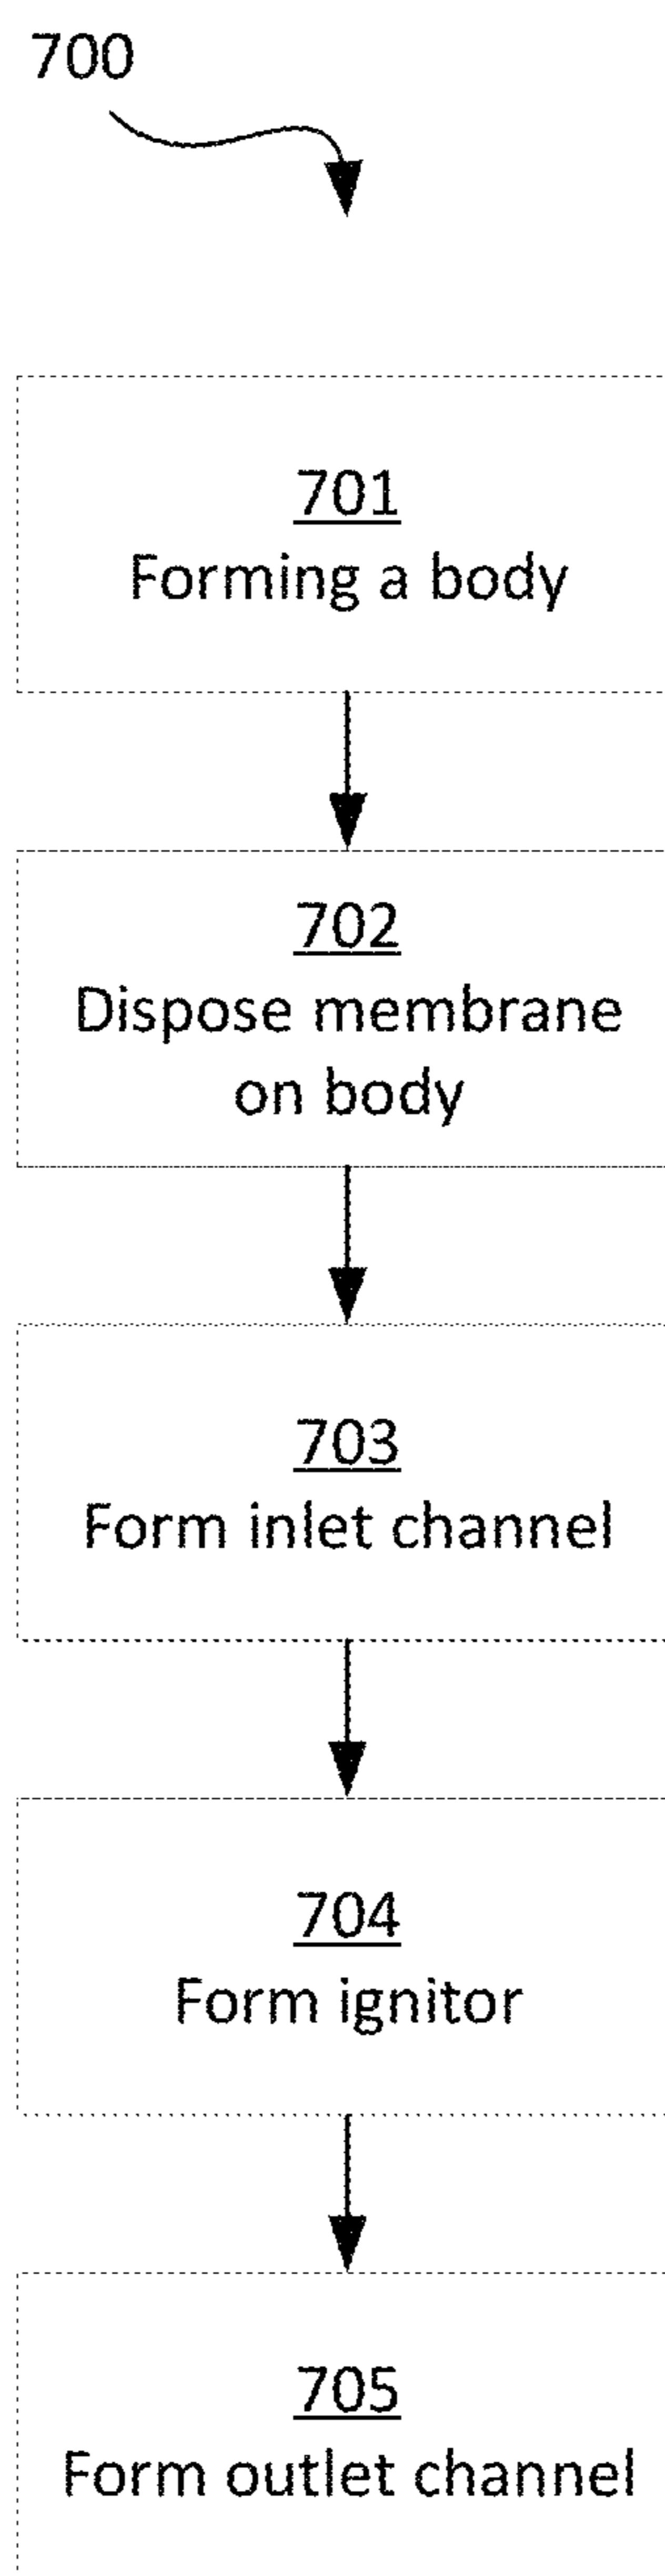 700
701
Forming a body
702
Dispose membrane
on body
703
Form inlet channel
704
Form ignitor
705
Form outlet channel